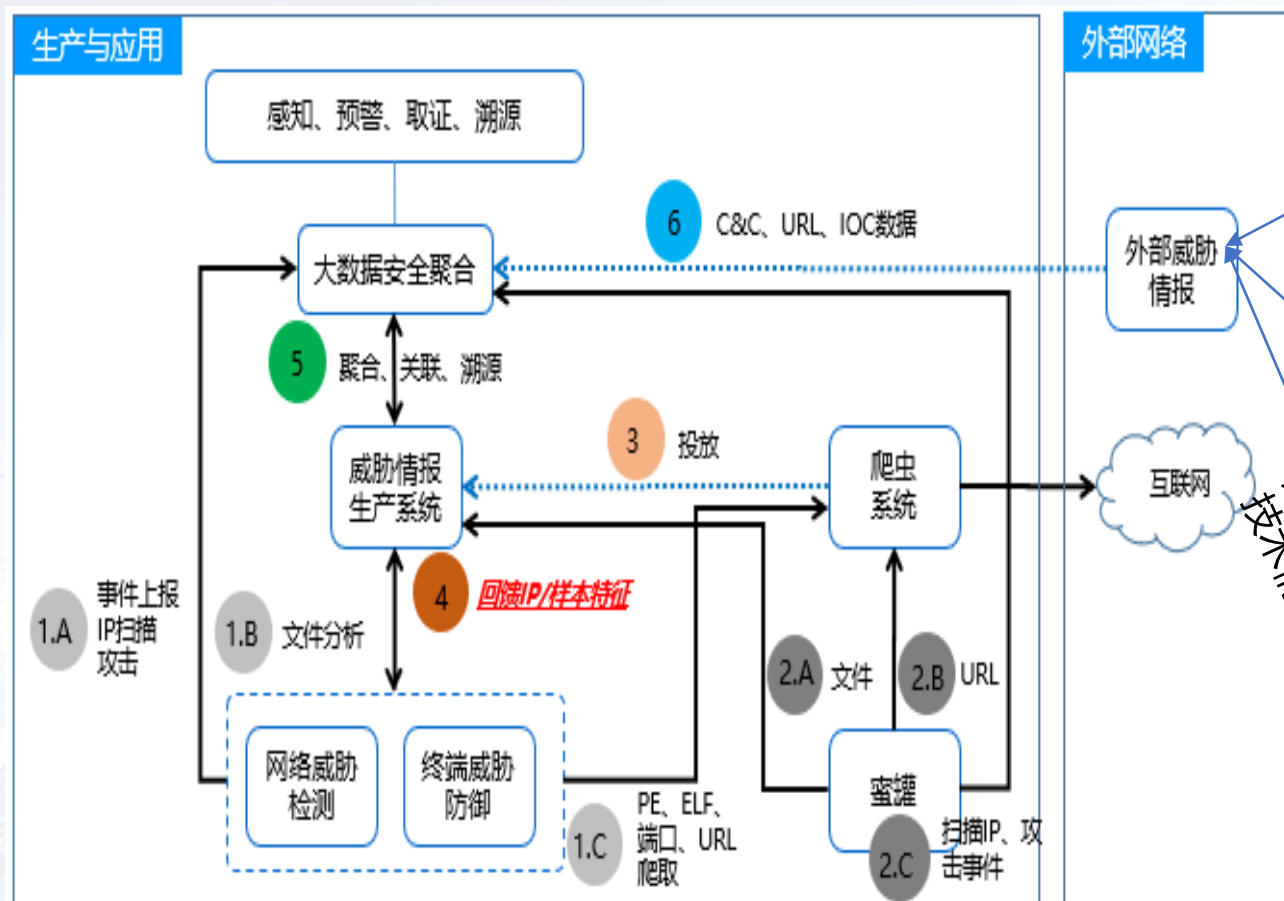 生产与应用
外部网络
感知、预警、取证、溯源
6
C&C、URL、IOC数据
大数据安全聚合
外部威胁
情报
5
聚合、关联、溯源
3
投放
威胁情报
生产系统
爬虫
系统
互联网
技术
4
回馈IP/样本特征
1.A
事件上报
IP扫描
攻击
1.B
文件分析
2.A
文件
2.B
URL
网络威胁
检测
终端威胁
防御
蜜罐
1.C
PE、ELF、
端口、URL
爬取
2.C
扫描IP、攻
击事件